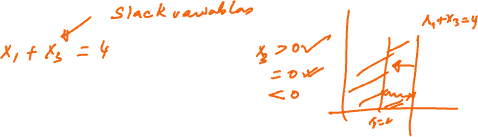 Slack variables
x₁ + x₃ = 4
x₃ > 0 ✓
= 0 ✓
< 0
x₁+x₃=4